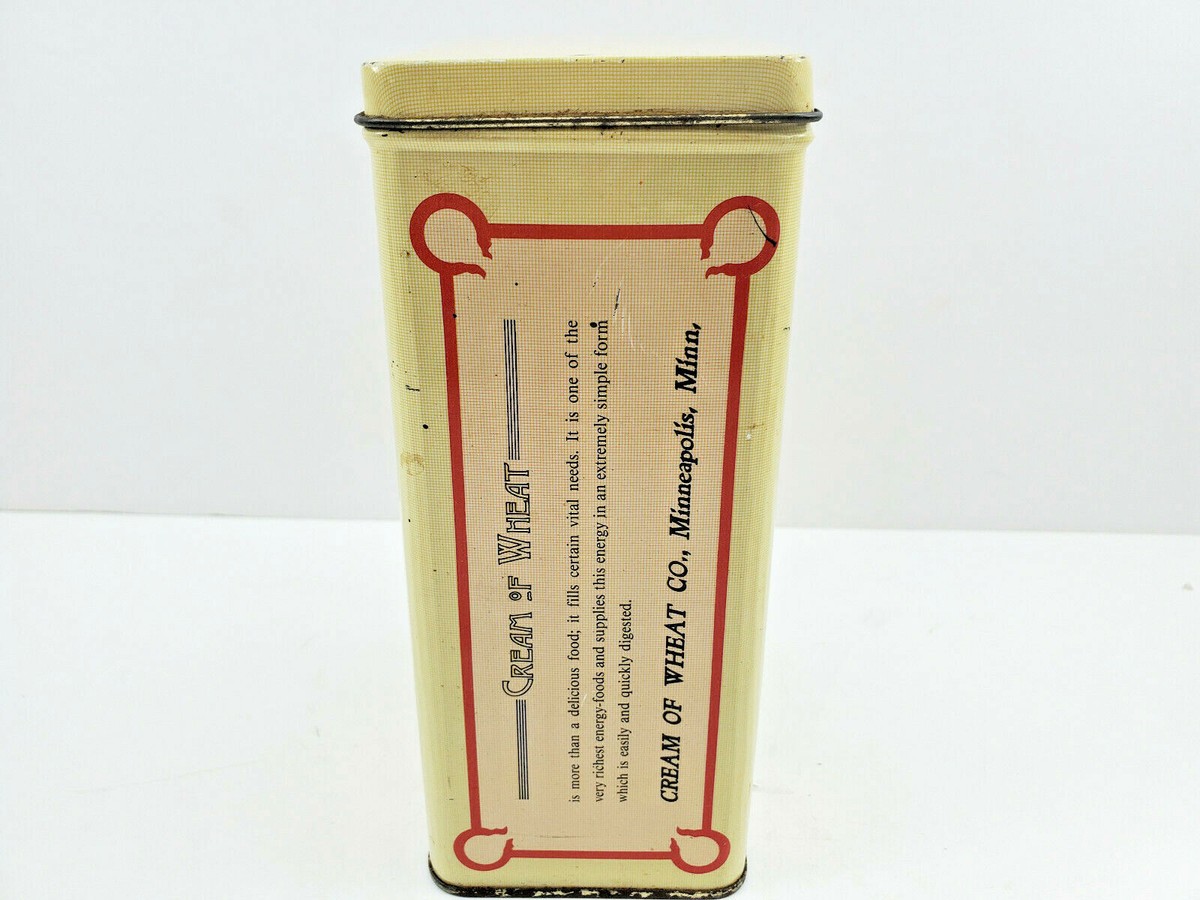 CREAM OF WHEAT
is more than a delicious food; it fills certain vital needs. It is one of the
very richest energy-foods and supplies this energy in an extremely simple form
which is easily and quickly digested.
CREAM OF WHEAT CO., Minneapolis, Minn,